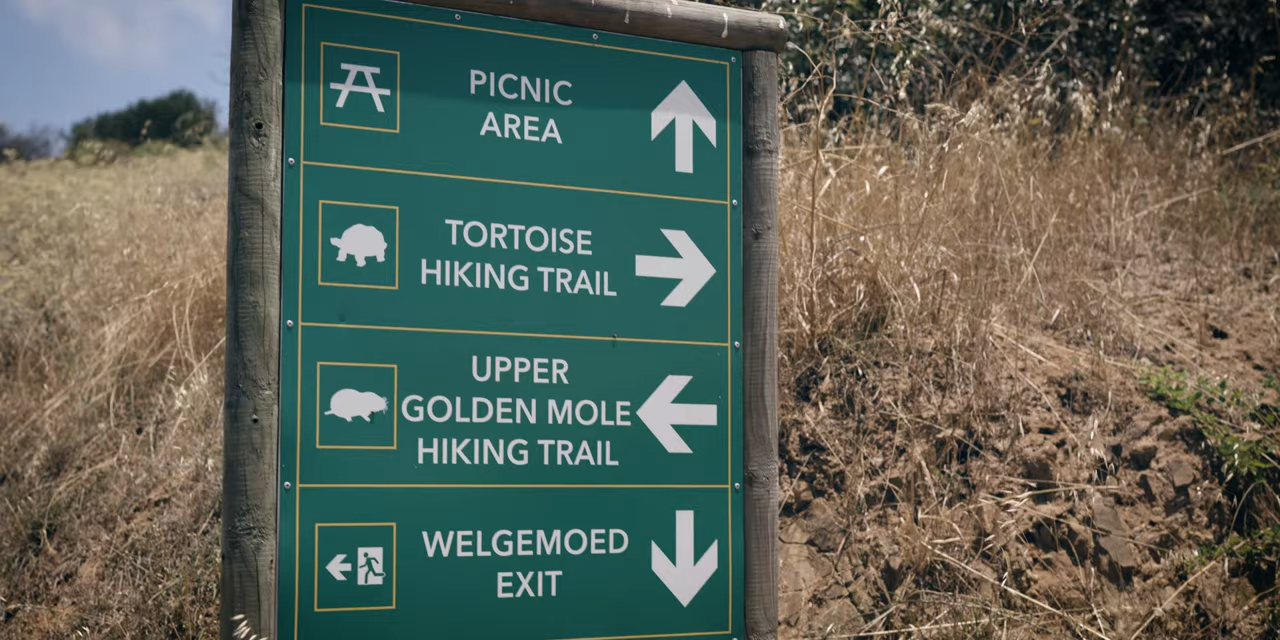 PICNIC
AREA
TORTOISE
HIKING TRAIL
UPPER
GOLDEN MOLE
HIKING TRAIL
WELGEMOED
EXIT